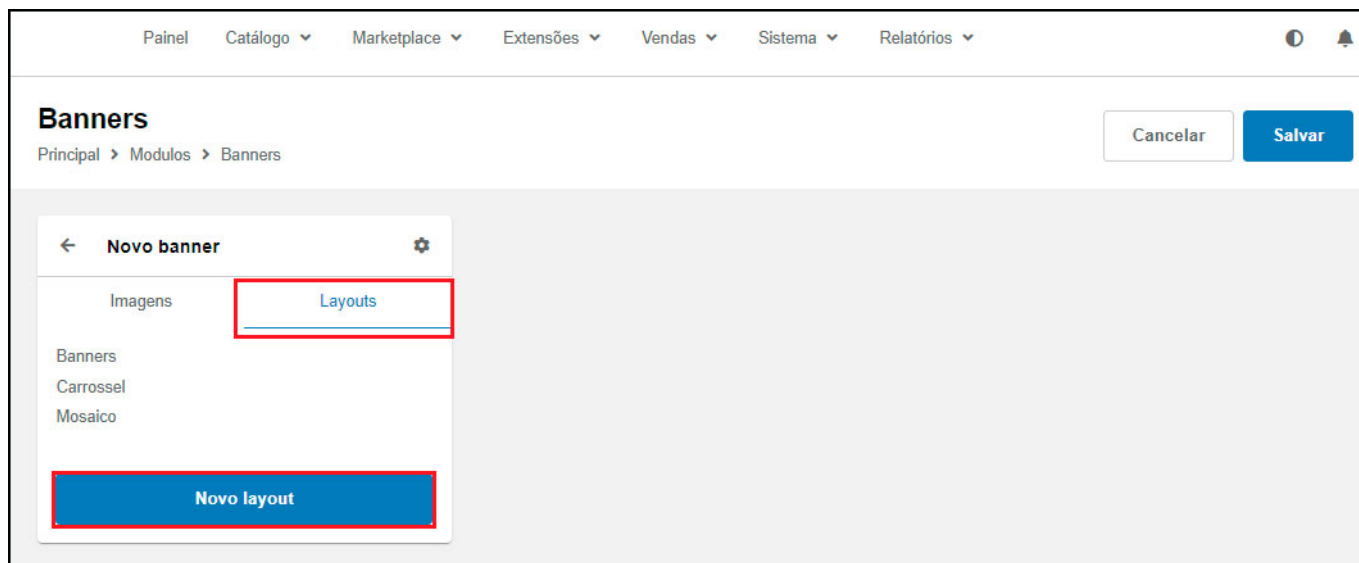 Painel Catálogo Marketplace Extensões Vendas Sistema Relatórios
Banners
Principal > Modulos > Banners
Cancelar Salvar
Novo banner
Imagens Layouts
Banners
Carrossel
Mosaico
Novo layout